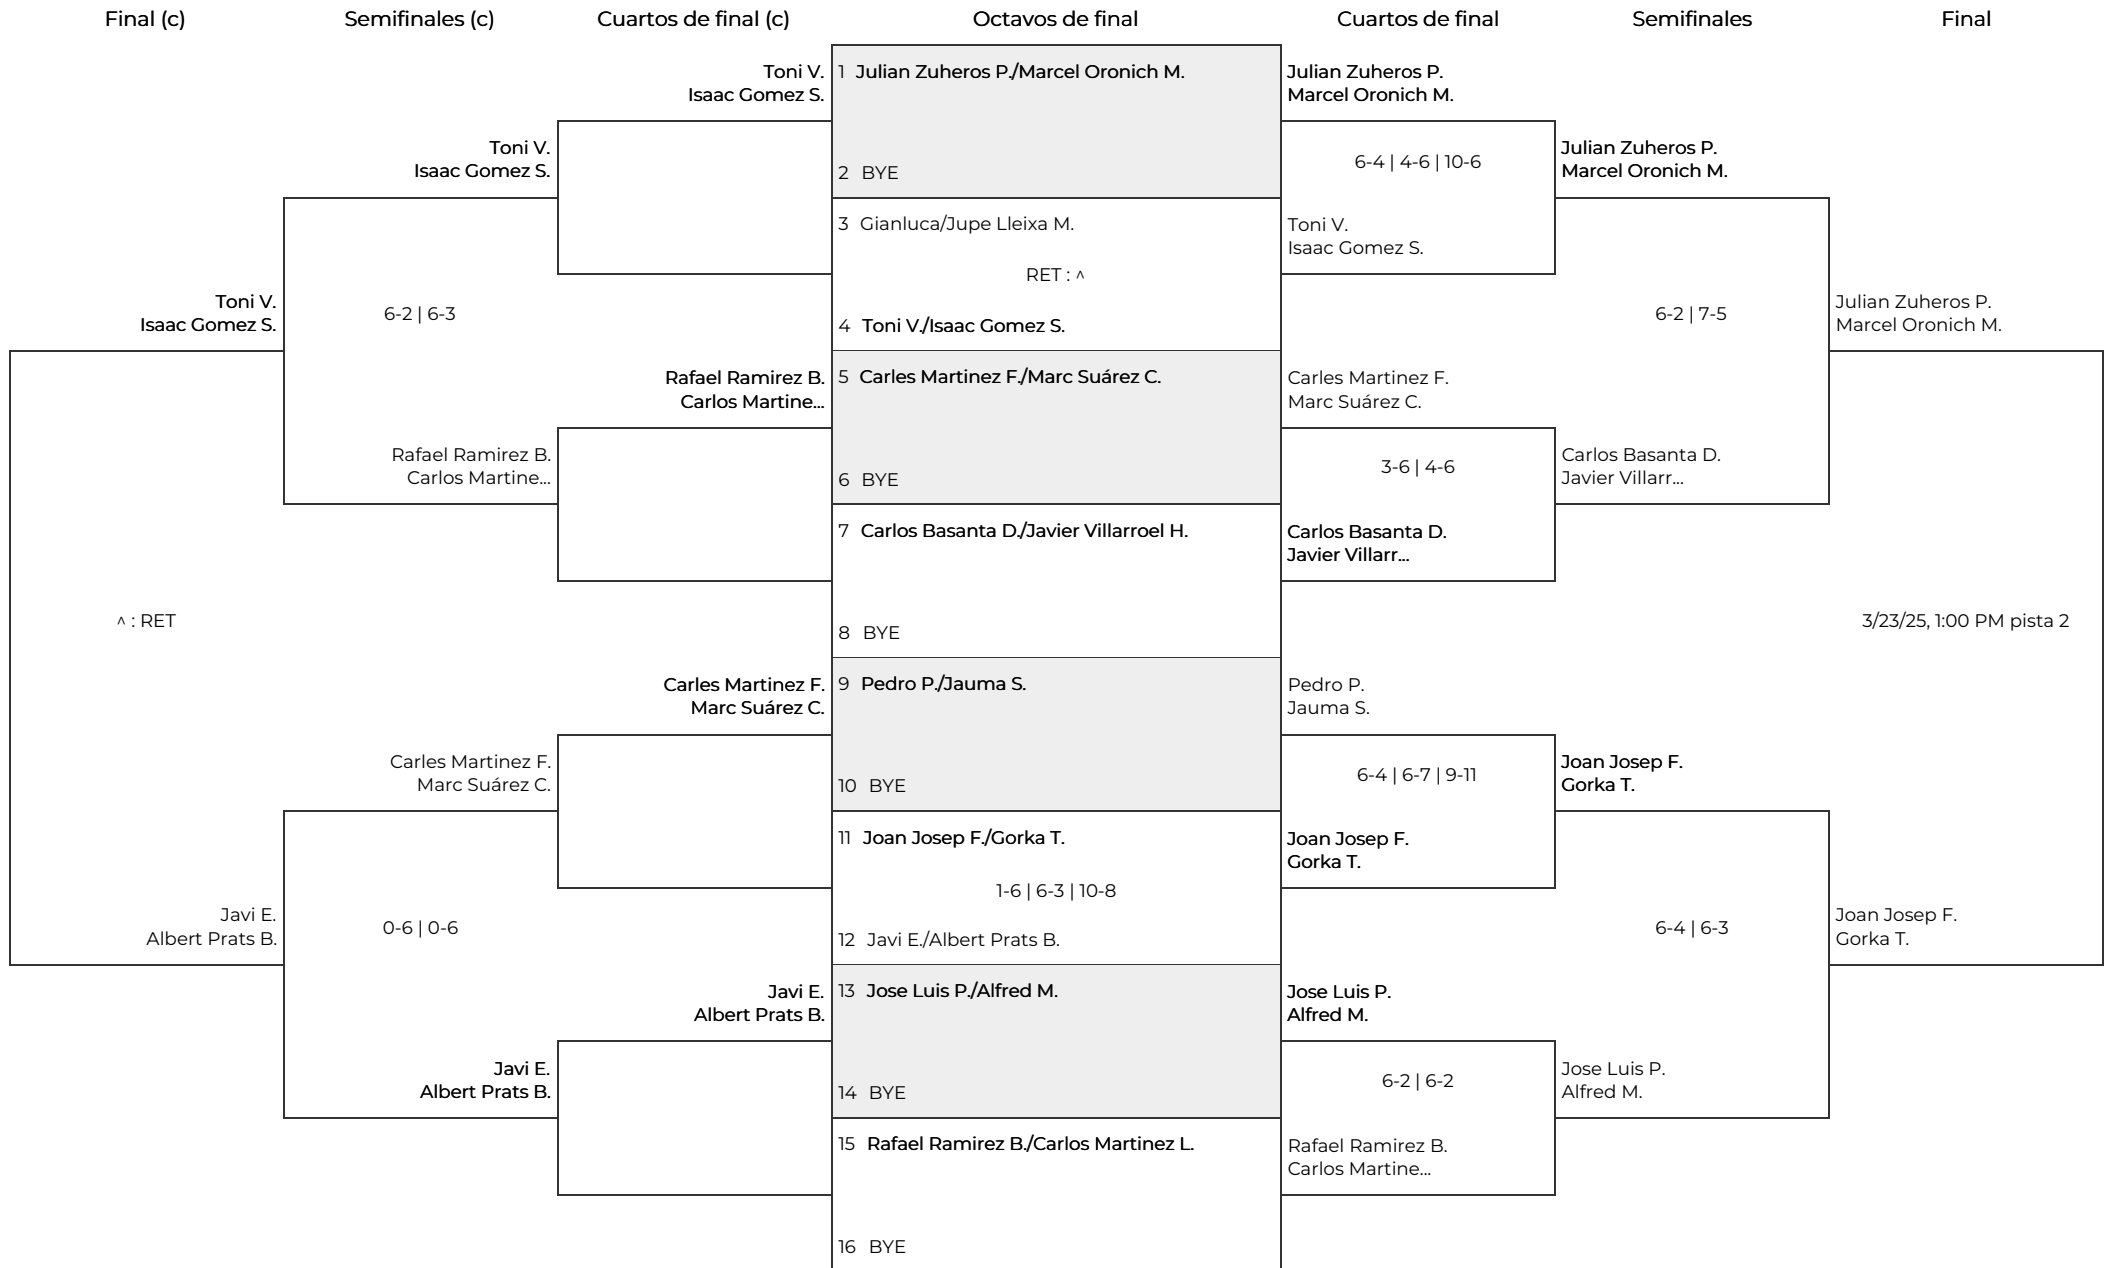 Final (c)
Semifinales (c)
Cuartos de final (c)
Octavos de final
Cuartos de final
Semifinales
Final
Toni V.
Isaac Gomez S.
Toni V.
Isaac Gomez S.
6-2 | 6-3
Toni V.
Isaac Gomez S.
Rafael Ramirez B.
Carlos Martine...
Rafael Ramirez B.
Carlos Martine...
^ : RET
Carles Martinez F.
Marc Suárez C.
Carles Martinez F.
Marc Suárez C.
0-6 | 0-6
Javi E.
Albert Prats B.
Javi E.
Albert Prats B.
Javi E.
Albert Prats B.
1 Julian Zuheros P./Marcel Oronich M.
2 BYE
3 Gianluca/Jupe Lleixa M.
RET : ^
4 Toni V./Isaac Gomez S.
5 Carles Martinez F./Marc Suárez C.
6 BYE
7 Carlos Basanta D./Javier Villarroel H.
8 BYE
9 Pedro P./Jauma S.
10 BYE
11 Joan Josep F./Gorka T.
1-6 | 6-3 | 10-8
12 Javi E./Albert Prats B.
13 Jose Luis P./Alfred M.
14 BYE
15 Rafael Ramirez B./Carlos Martinez L.
16 BYE
Julian Zuheros P.
Marcel Oronich M.
6-4 | 4-6 | 10-6
Toni V.
Isaac Gomez S.
Carles Martinez F.
Marc Suárez C.
3-6 | 4-6
Carlos Basanta D.
Javier Villarr...
Pedro P.
Jauma S.
6-4 | 6-7 | 9-11
Joan Josep F.
Gorka T.
Jose Luis P.
Alfred M.
6-2 | 6-2
Rafael Ramirez B.
Carlos Martine...
Julian Zuheros P.
Marcel Oronich M.
6-2 | 7-5
Carlos Basanta D.
Javier Villarr...
Joan Josep F.
Gorka T.
6-4 | 6-3
Jose Luis P.
Alfred M.
Julian Zuheros P.
Marcel Oronich M.
3/23/25, 1:00 PM pista 2
Joan Josep F.
Gorka T.